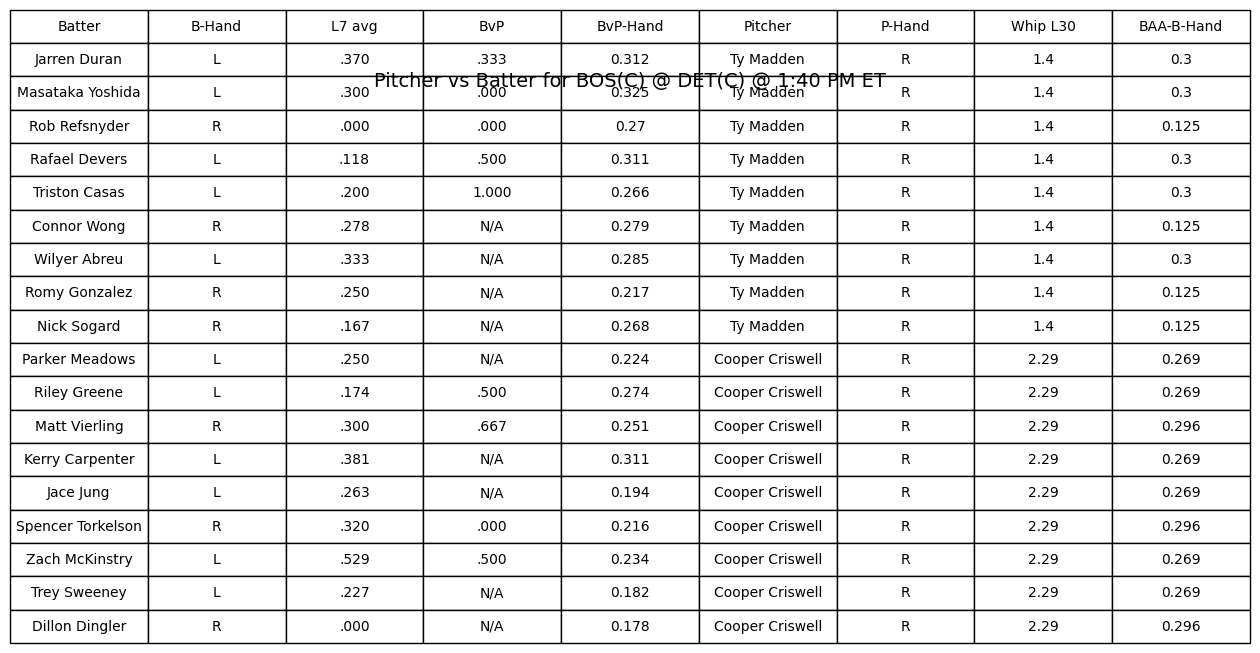 Batter B-Hand L7 avg BvP BvP-Hand Pitcher P-Hand Whip L30 BAA-B-Hand
Jarren Duran L .370 .333 0.312 Ty Madden R 1.4 0.3
Pitcher vs Batter for BOS(C) @ DET(C) @ 1:40 PM ET
Masataka Yoshida L .300 .000 0.325 Ty Madden R 1.4 0.3
Rob Refsnyder R .000 .000 0.27 Ty Madden R 1.4 0.125
Rafael Devers L .118 .500 0.311 Ty Madden R 1.4 0.3
Triston Casas L .200 1.000 0.266 Ty Madden R 1.4 0.3
Connor Wong R .278 N/A 0.279 Ty Madden R 1.4 0.125
Wilyer Abreu L .333 N/A 0.285 Ty Madden R 1.4 0.3
Romy Gonzalez R .250 N/A 0.217 Ty Madden R 1.4 0.125
Nick Sogard R .167 N/A 0.268 Ty Madden R 1.4 0.125
Parker Meadows L .250 N/A 0.224 Cooper Criswell R 2.29 0.269
Riley Greene L .174 .500 0.274 Cooper Criswell R 2.29 0.269
Matt Vierling R .300 .667 0.251 Cooper Criswell R 2.29 0.296
Kerry Carpenter L .381 N/A 0.311 Cooper Criswell R 2.29 0.269
Jace Jung L .263 N/A 0.194 Cooper Criswell R 2.29 0.269
Spencer Torkelson R .320 .000 0.216 Cooper Criswell R 2.29 0.296
Zach McKinstry L .529 .500 0.234 Cooper Criswell R 2.29 0.269
Trey Sweeney L .227 N/A 0.182 Cooper Criswell R 2.29 0.269
Dillon Dingler R .000 N/A 0.178 Cooper Criswell R 2.29 0.296